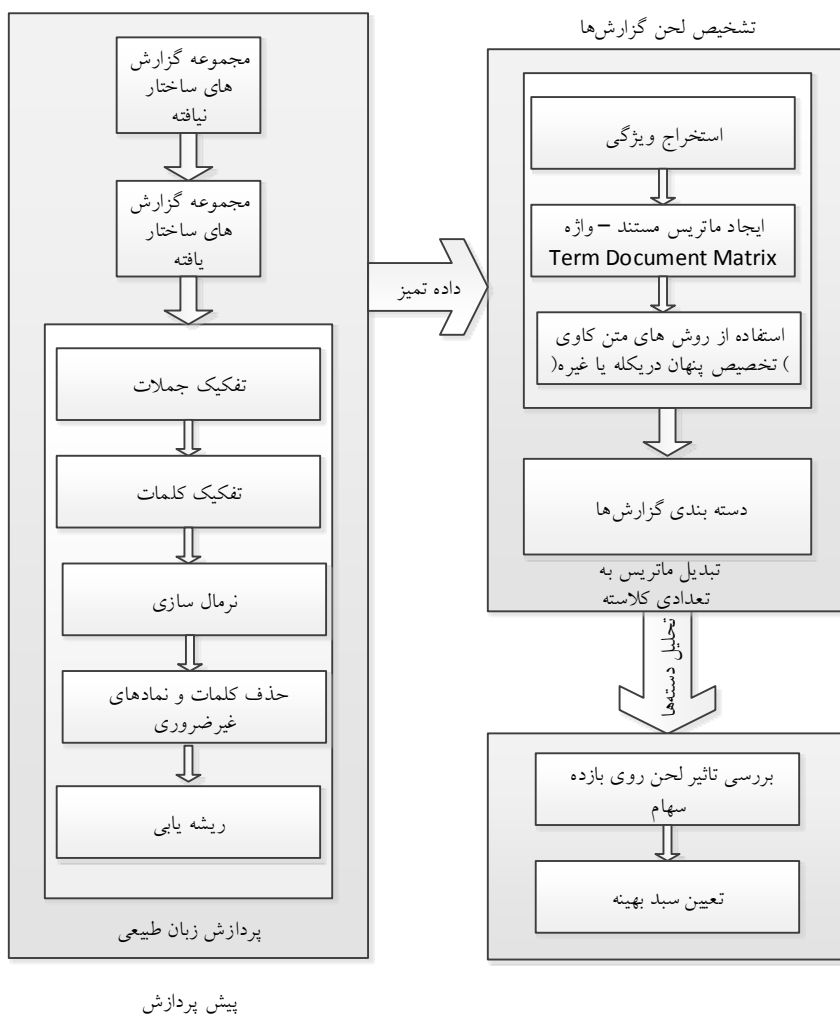 مجموعه گزارش
های ساختار
نیافته
مجموعه گزارش
های ساختار
یافته
تفکیک جملات
تفکیک کلمات
نرمال سازی
حذف کلمات و نمادهای
غیرضروری
ریشه یابی
پردازش زبان طبیعی
پیش پردازش
داده تمیز
تشخیص لحن گزارش‌ها
استخراج ویژگی
ایجاد ماتریس مستند – واژه
Term Document Matrix
استفاده از روش های متن کاوی
) تخصیص پنهان دریکله یا غیره(
دسته بندی گزارش‌ها
تبدیل ماتریس به
تعدادی کلاسته
تحلیل دسته‌ها
بررسی تاثیر لحن روی بازده
سهام
تعیین سبد بهینه